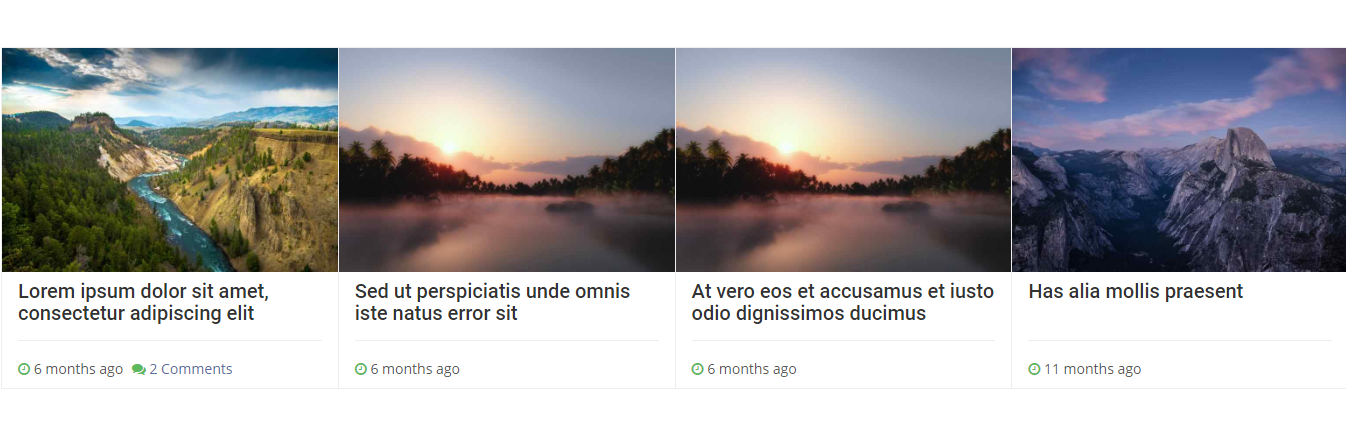 Lorem ipsum dolor sit amet,
consectetur adipiscing elit
6 months ago 2 Comments
Sed ut perspiciatis unde omnis
iste natus error sit
6 months ago
At vero eos et accusamus et iusto
odio dignissimos ducimus
6 months ago
Has alia mollis praesent
11 months ago